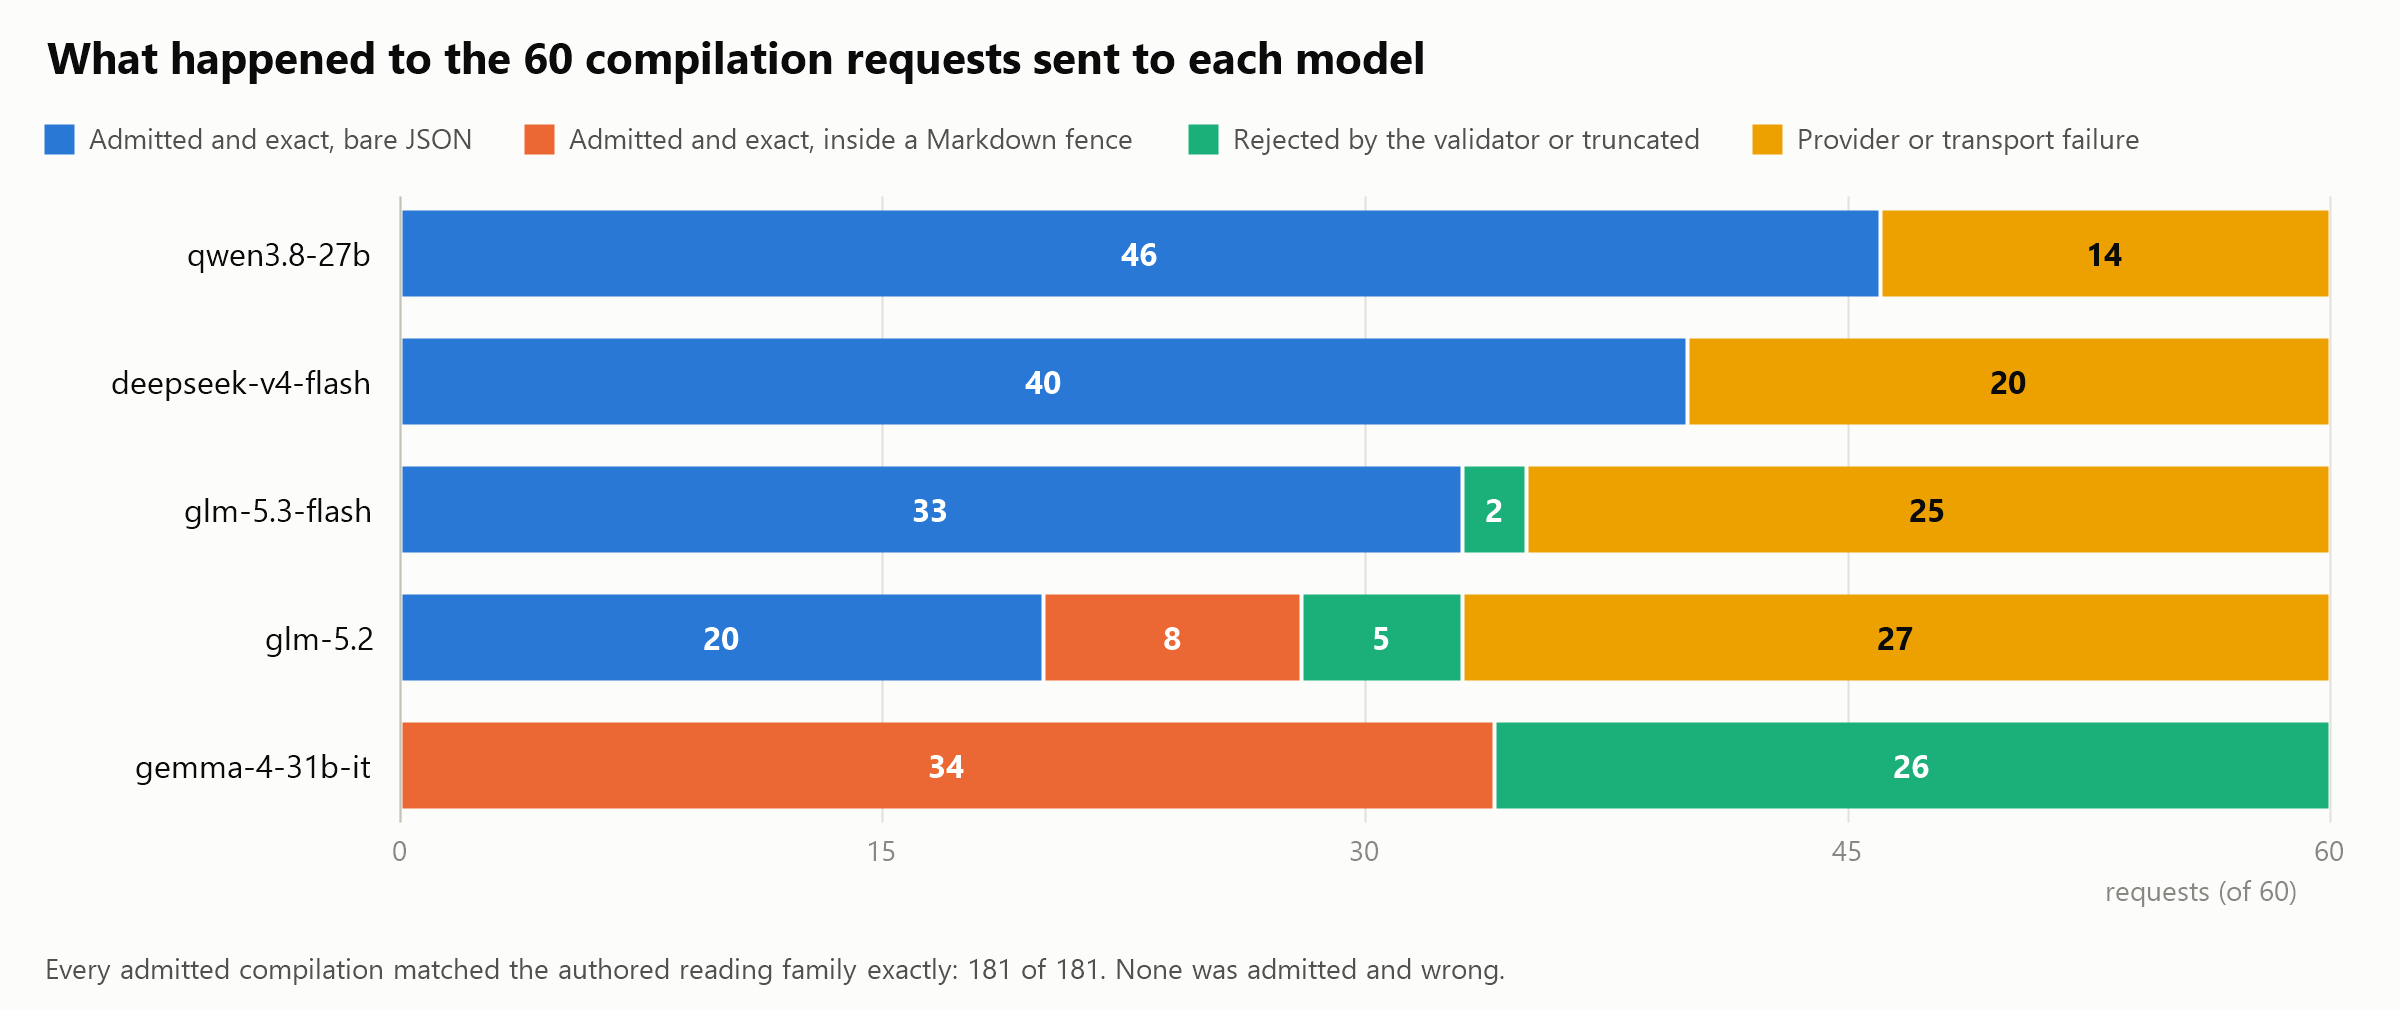 What happened to the 60 compilation requests sent to each model
Admitted and exact, bare JSON Admitted and exact, inside a Markdown fence Rejected by the validator or truncated Provider or transport failure
qwen3.8-27b 46 14
deepseek-v4-flash 40 20
glm-5.3-flash 33 2 25
glm-5.2 20 8 5 27
gemma-4-31b-it 34 26
0 15 30 45 60
requests (of 60)
Every admitted compilation matched the authored reading family exactly: 181 of 181. None was admitted and wrong.